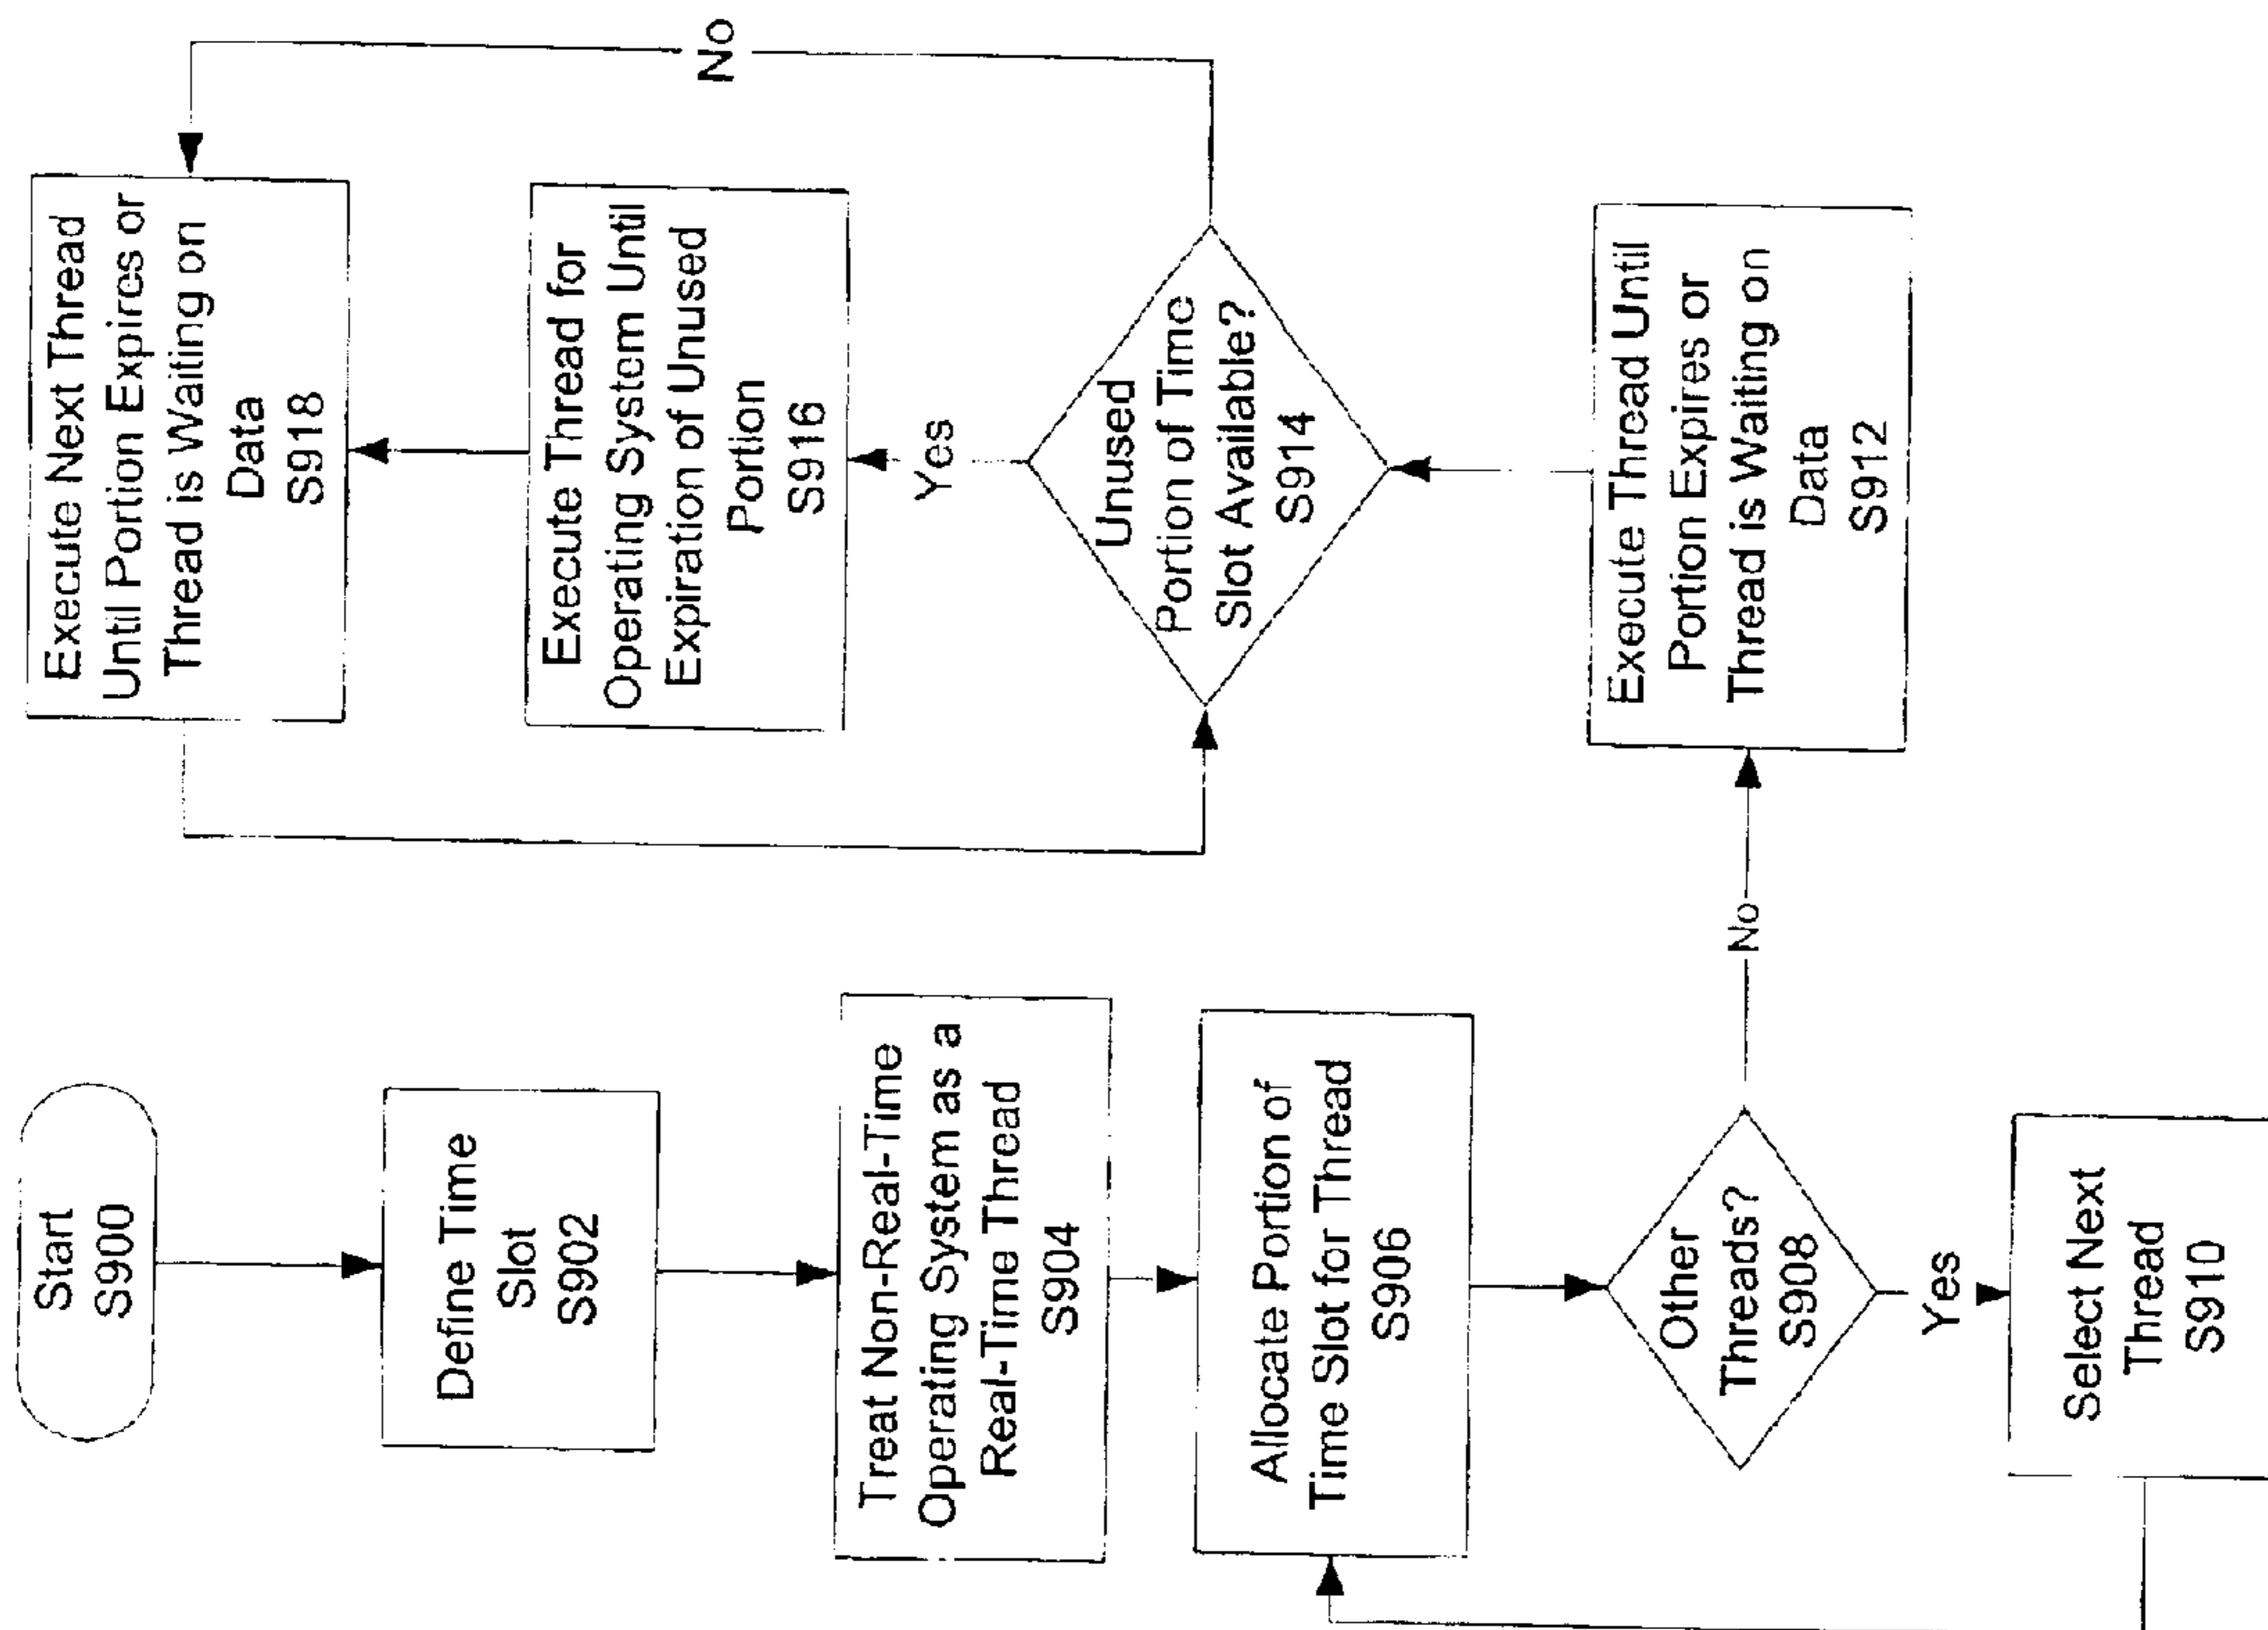 Start
S900
Define Time
Slot
S902
Treat Non-Real-Time
Operating System as a
Real-Time Thread
S904
Allocate Portion of
Time Slot for Thread
S906
Other
Threads?
S908
No
Yes
Select Next
Thread
S910
Execute Thread Until
Portion Expires or
Thread is Waiting on
Data
S912
Unused
Portion of Time
Slot Available?
S914
Yes
No
Execute Thread for
Operating System Until
Expiration of Unused
Portion
S916
Execute Next Thread
Until Portion Expires or
Thread is Waiting on
Data
S918